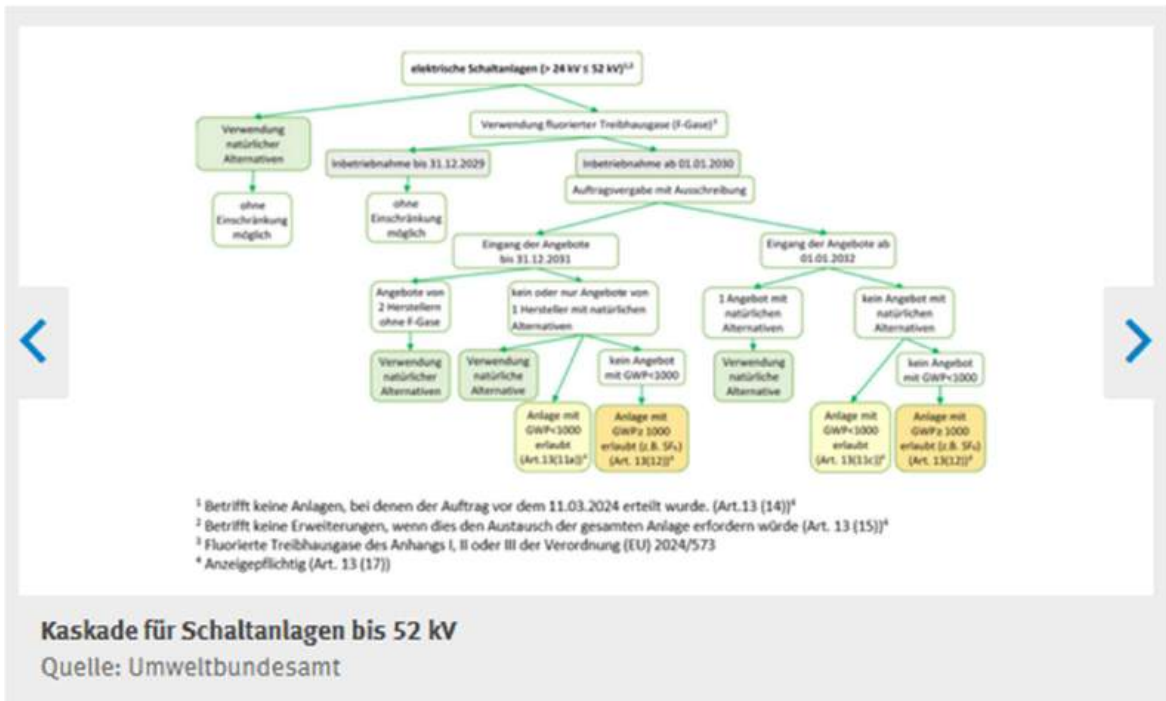 elektrische Schaltanlagen (> 24 kV ≤ 52 kV)¹,²
Verwendung
natürlicher
Alternativen
Verwendung fluorierter Treibhausgase (F-Gase)³
Inbetriebnahme bis 31.12.2029
Inbetriebnahme ab 01.01.2030
Auftragsvergabe mit Ausschreibung
ohne
Einschränkung
möglich
ohne
Einschränkung
möglich
Eingang der Angebote
bis 31.12.2031
Eingang der Angebote ab
01.01.2032
Angebote von
2 Herstellern
ohne F-Gase
kein oder nur Angebote von
1 Hersteller mit natürlichen
Alternativen
1 Angebot mit
natürlichen
Alternativen
kein Angebot mit
natürlichen
Alternativen
Verwendung
natürlicher
Alternativen
Verwendung
natürliche
Alternative
kein Angebot
mit GWP<1000
Verwendung
natürliche
Alternative
kein Angebot
mit GWP<1000
Anlage mit
GWP<1000
erlaubt
(Art.13(11a))⁴
Anlage mit
GWP≥ 1000
erlaubt (z.B. SF₆)
(Art. 13(12))⁴
Anlage mit
GWP<1000
erlaubt
(Art. 13(11c))⁴
Anlage mit
GWP≥ 1000
erlaubt (z.B. SF₆)
(Art. 13(12))⁴
¹ Betrifft keine Anlagen, bei denen der Auftrag vor dem 11.03.2024 erteilt wurde. (Art.13 (14))⁴
² Betrifft keine Erweiterungen, wenn dies den Austausch der gesamten Anlage erfordern würde (Art. 13 (15))⁴
³ Fluorierte Treibhausgase des Anhangs I, II oder III der Verordnung (EU) 2024/573
⁴ Anzeigepflichtig (Art. 13 (17))
Kaskade für Schaltanlagen bis 52 kV
Quelle: Umweltbundesamt